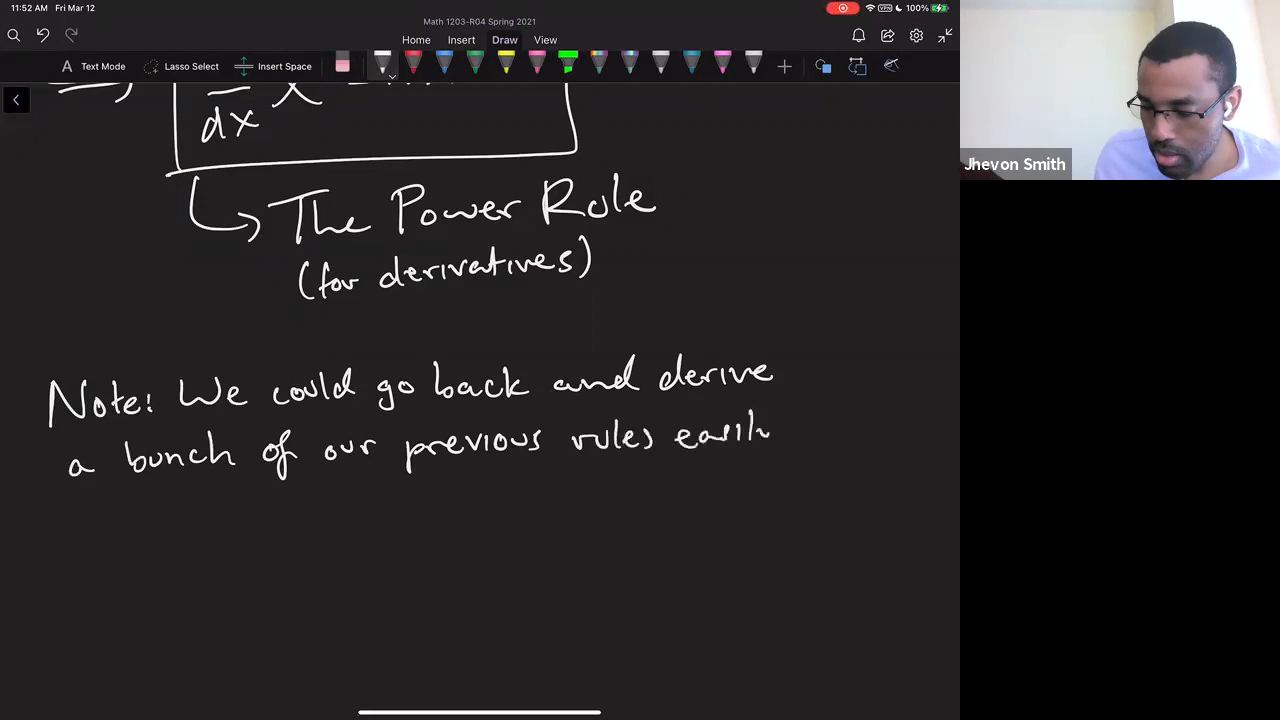 11:52 AM Fri Mar 12
100%
Math 1203-R04 Spring 2021
Home Insert Draw View
Text Mode Lasso Select Insert Space
Jhevon Smith
d/dx x
The Power Rule
(for derivatives)
Note: We could go back and derive
a bunch of our previous rules easily